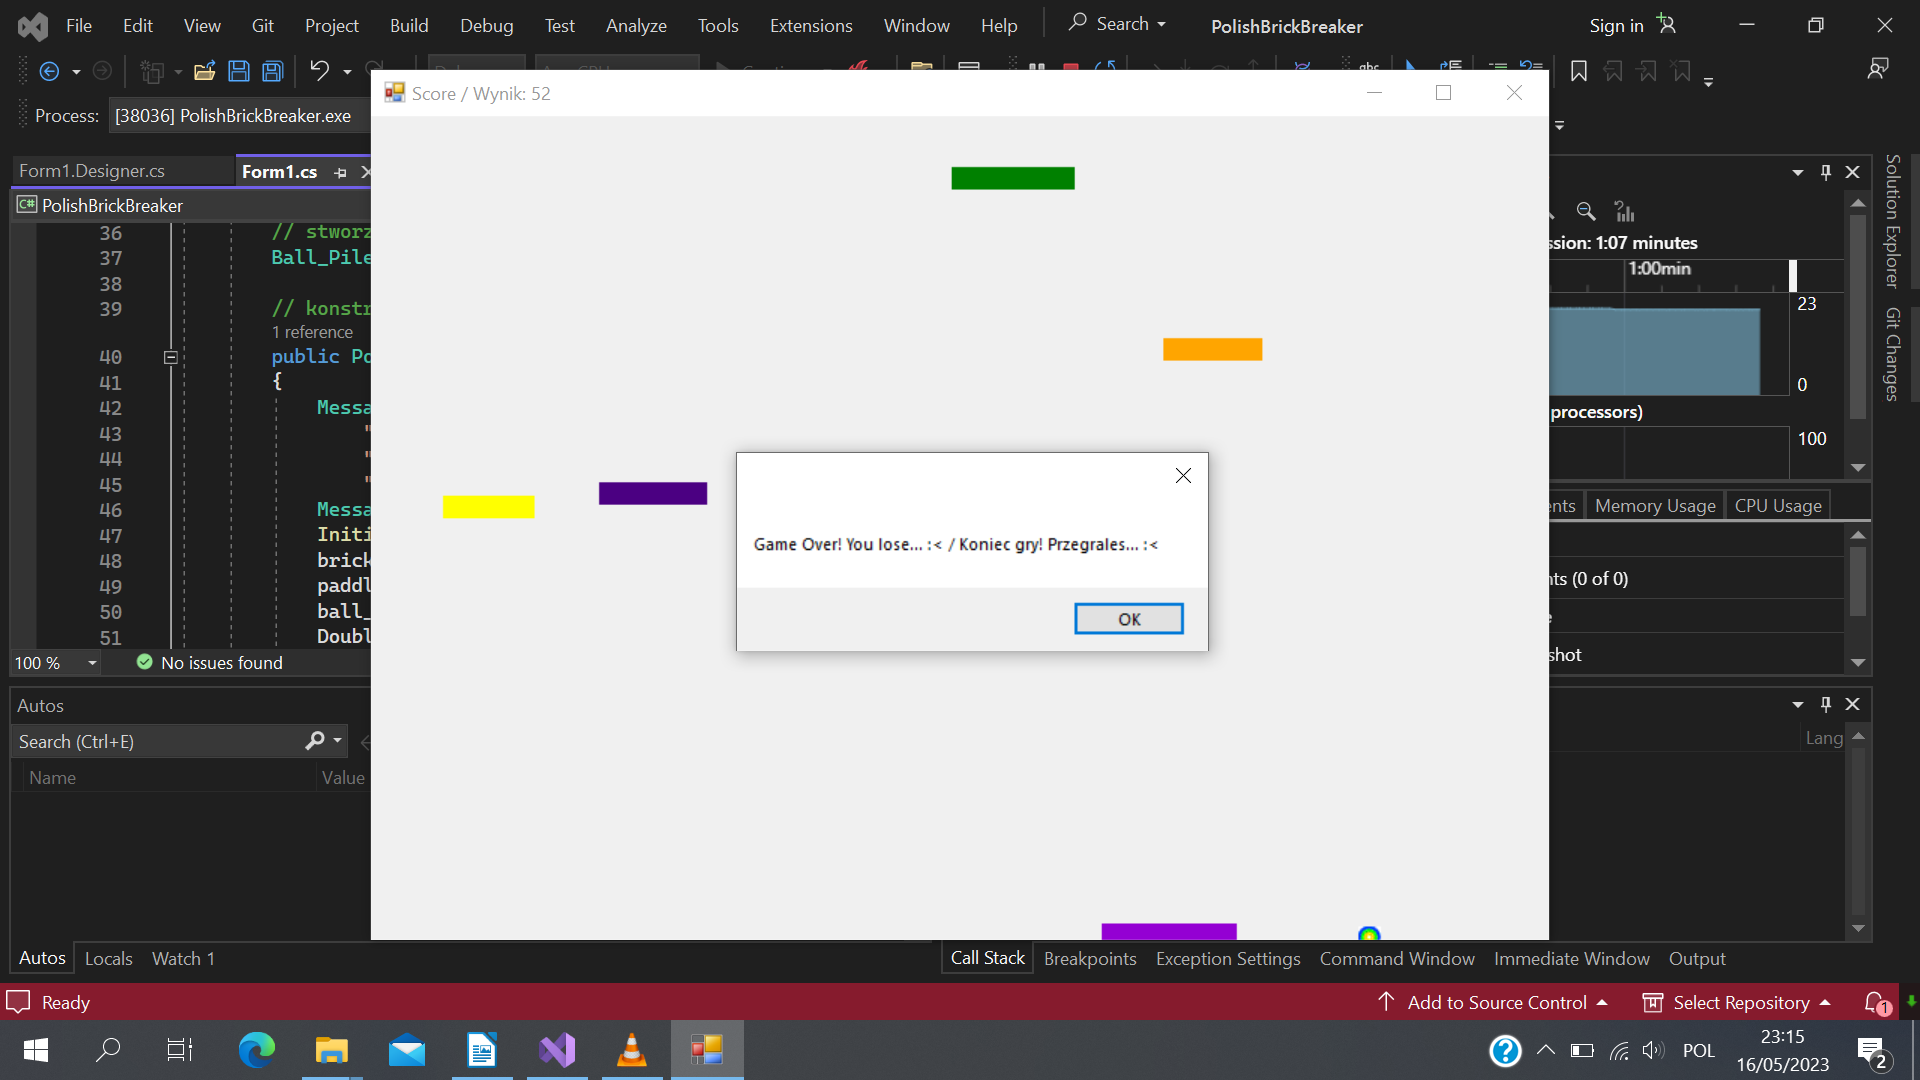 File Edit View Git Project Build Debug Test Analyze Tools Extensions Window Help Search PolishBrickBreaker Sign in
Process: [38036] PolishBrickBreaker.exe
Score / Wynik: 52
Form1.Designer.cs Form1.cs
PolishBrickBreaker
36 // stworz
37 Ball_Pile
38
39 // konstr
1 reference
40 public Po
41 {
42 Messa
43 "
44 "
45 "
46 Messa
47 Initi
48 brick
49 paddl
50 ball_
51 Doubl
100 % No issues found
Game Over! You lose... :< / Koniec gry! Przegrales... :<
OK
ssion: 1:07 minutes
1:00min
23
0
processors)
100
ents Memory Usage CPU Usage
nts (0 of 0)
e
shot
Solution Explorer
Git Changes
Autos
Search (Ctrl+E)
Name Value
Lang
Autos Locals Watch 1
Call Stack Breakpoints Exception Settings Command Window Immediate Window Output
Ready Add to Source Control Select Repository 1
POL
23:15
16/05/2023
2